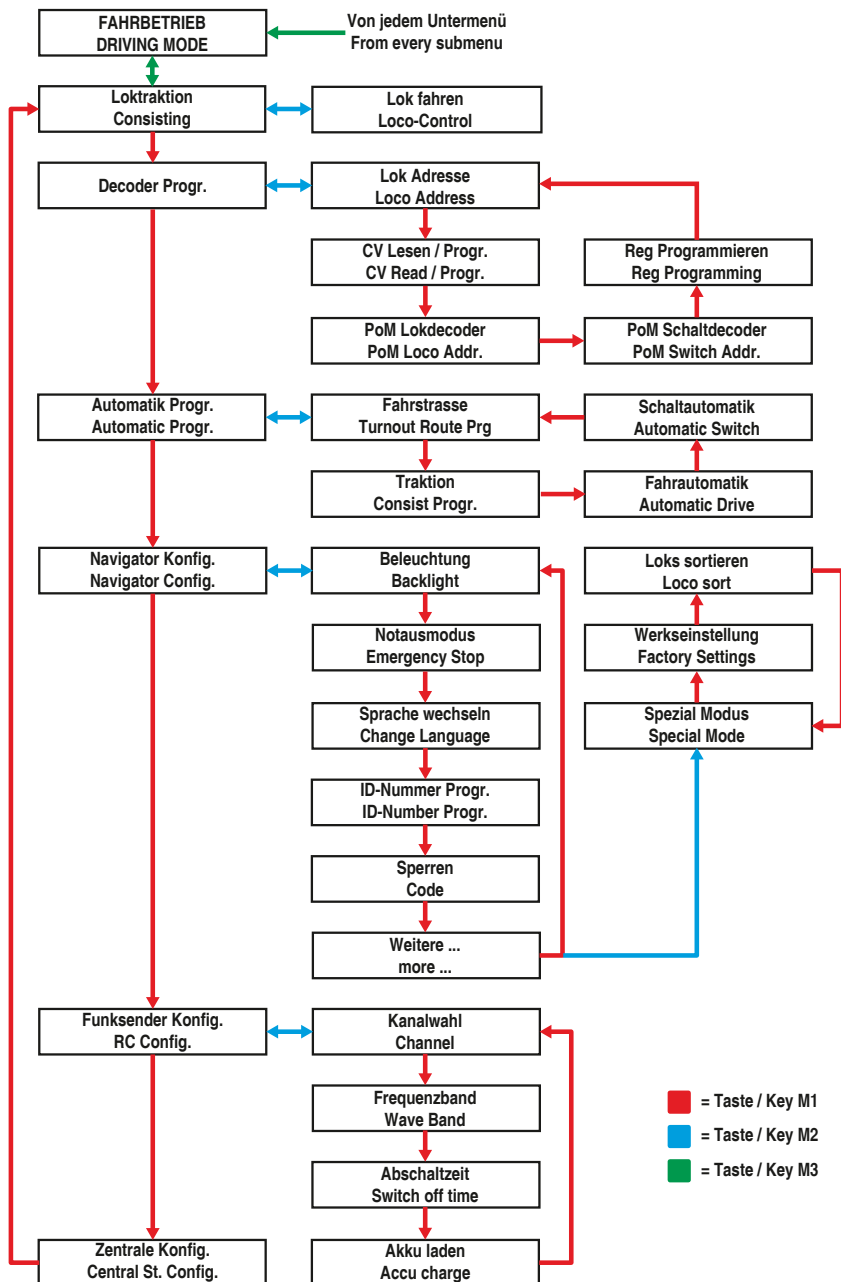 FAHRBETRIEB
DRIVING MODE
Von jedem Untermenü
From every submenu
Loktraktion
Consisting
Lok fahren
Loco-Control
Decoder Progr.
Lok Adresse
Loco Address
CV Lesen / Progr.
CV Read / Progr.
Reg Programmieren
Reg Programming
PoM Lokdecoder
PoM Loco Addr.
PoM Schaltdecoder
PoM Switch Addr.
Automatik Progr.
Automatic Progr.
Fahrstrasse
Turnout Route Prg
Schaltautomatik
Automatic Switch
Traktion
Consist Progr.
Fahrautomatik
Automatic Drive
Navigator Konfig.
Navigator Config.
Beleuchtung
Backlight
Loks sortieren
Loco sort
Notausmodus
Emergency Stop
Werkseinstellung
Factory Settings
Sprache wechseln
Change Language
Spezial Modus
Special Mode
ID-Nummer Progr.
ID-Number Progr.
Sperren
Code
Weitere ...
more ...
Funksender Konfig.
RC Config.
Kanalwahl
Channel
Frequenzband
Wave Band
Abschaltzeit
Switch off time
Zentrale Konfig.
Central St. Config.
Akku laden
Accu charge
= Taste / Key M1
= Taste / Key M2
= Taste / Key M3